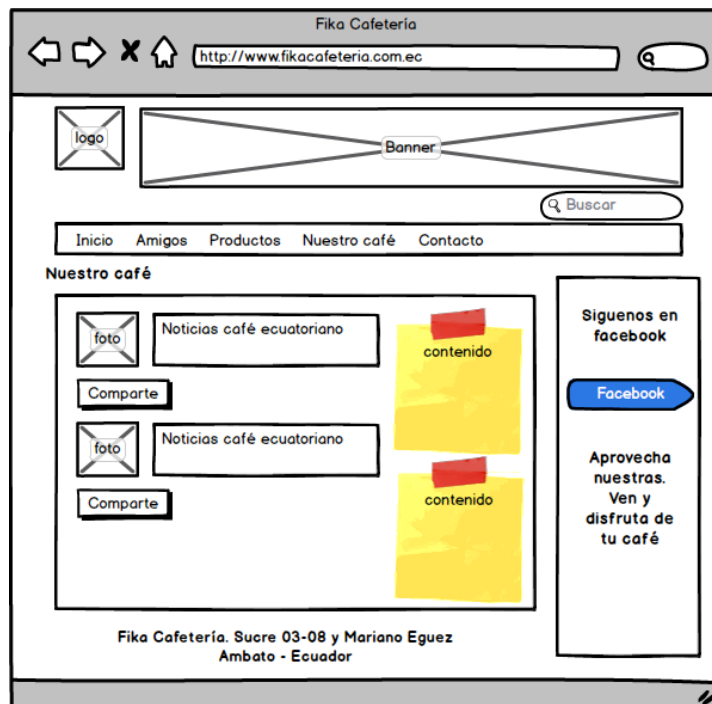 Fika Cafetería
http://www.fikacafeteria.com.ec
logo
Banner
Buscar
Inicio Amigos Productos Nuestro café Contacto
Nuestro café
foto
Noticias café ecuatoriano
Comparte
foto
Noticias café ecuatoriano
Comparte
contenido
contenido
Siguenos en
facebook
Facebook
Aprovecha
nuestras.
Ven y
disfruta de
tu café
Fika Cafetería. Sucre 03-08 y Mariano Eguez
Ambato - Ecuador